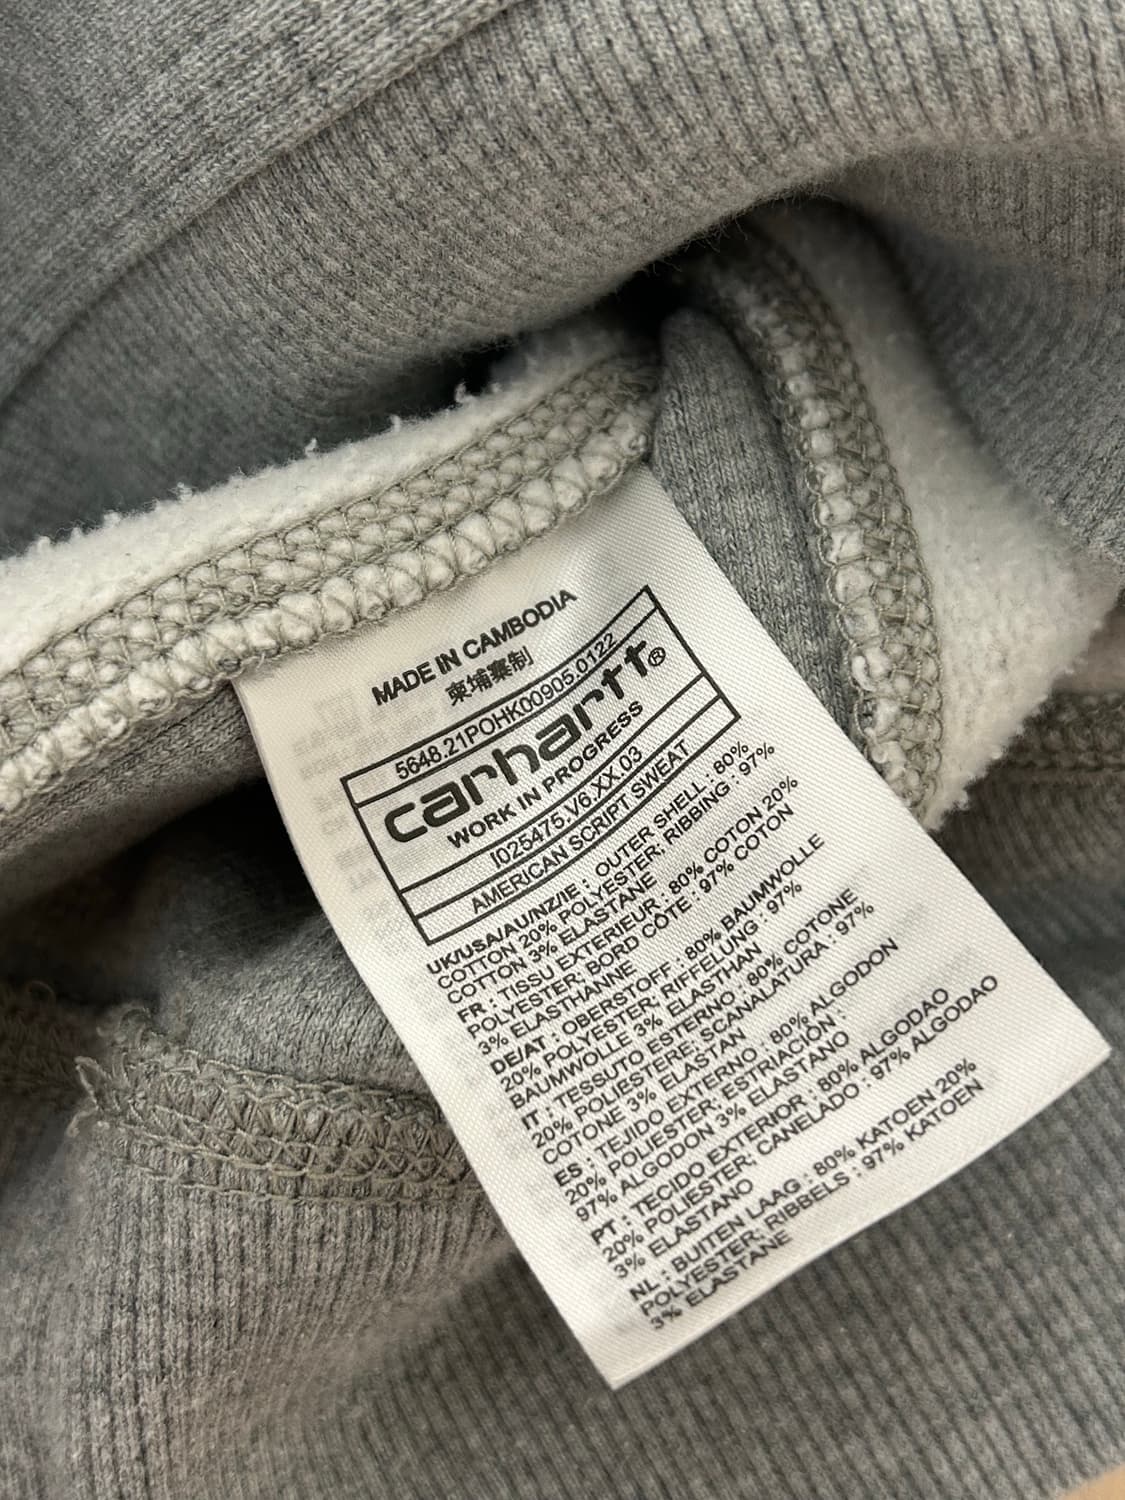 MADE IN CAMBODIA
柬埔寨制
5648.21POHK00905.0122
carhartt®
WORK IN PROGRESS
I025475.V6.XX.03
AMERICAN SCRIPT SWEAT
UK/USA/AU/NZ/IE : OUTER SHELL : 80%
COTTON 20% POLYESTER; RIBBING : 97%
COTTON 3% ELASTANE
FR : TISSU EXTERIEUR : 80% COTON 20%
POLYESTER; BORD CÔTE : 97% COTON
3% ELASTHANNE
DE/AT : OBERSTOFF : 80% BAUMWOLLE
20% POLYESTER; RIFFELUNG : 97%
BAUMWOLLE 3% ELASTHAN
IT : TESSUTO ESTERNO : 80% COTONE
20% POLIESTERE; SCANALATURA : 97%
COTONE 3% ELASTAN
ES : TEJIDO EXTERNO : 80% ALGODON
20% POLIESTER; ESTRIACIÓN :
97% ALGODON 3% ELASTANO
PT : TECIDO EXTERIOR : 80% ALGODAO
20% POLIESTER; CANELADO : 97% ALGODAO
3% ELASTANO
NL : BUITEN LAAG : 80% KATOEN 20%
POLYESTER; RIBBELS : 97% KATOEN
3% ELASTANE